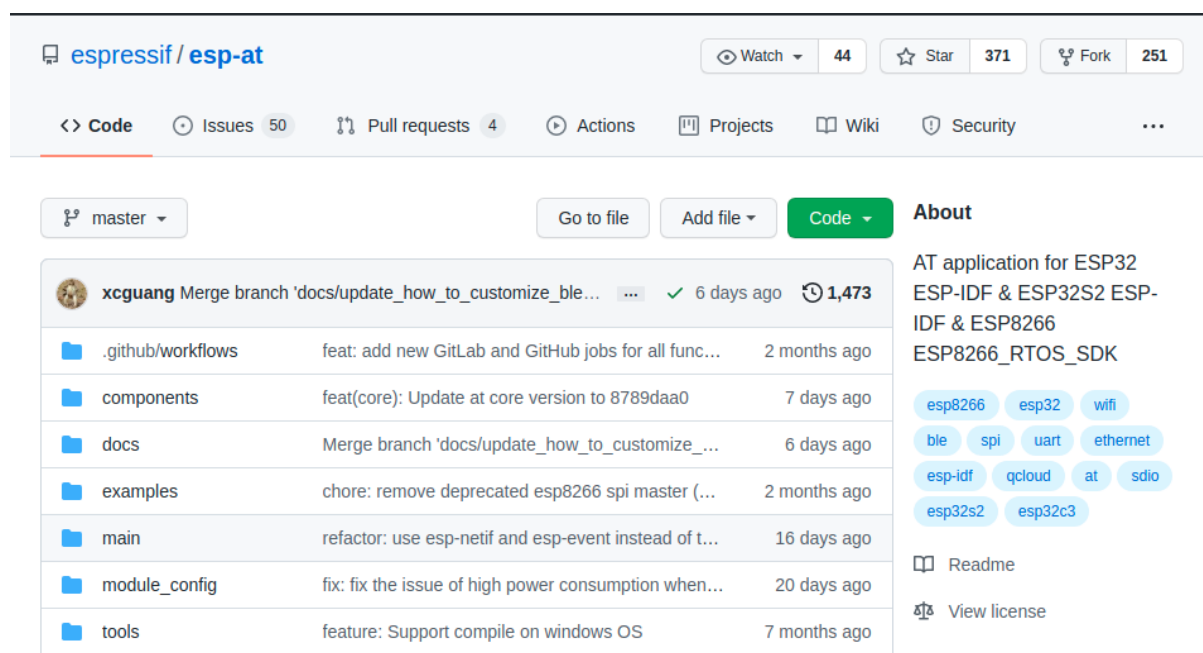 espressif / esp-at
Watch 44 Star 371 Fork 251
Code Issues 50 Pull requests 4 Actions Projects Wiki Security ...
master Go to file Add file Code
xcguang Merge branch 'docs/update_how_to_customize_ble... ... 6 days ago 1,473
.github/workflows feat: add new GitLab and GitHub jobs for all func... 2 months ago
components feat(core): Update at core version to 8789daa0 7 days ago
docs Merge branch 'docs/update_how_to_customize_... 6 days ago
examples chore: remove deprecated esp8266 spi master (... 2 months ago
main refactor: use esp-netif and esp-event instead of t... 16 days ago
module_config fix: fix the issue of high power consumption when... 20 days ago
tools feature: Support compile on windows OS 7 months ago
About
AT application for ESP32
ESP-IDF & ESP32S2 ESP-
IDF & ESP8266
ESP8266_RTOS_SDK
esp8266 esp32 wifi
ble spi uart ethernet
esp-idf qcloud at sdio
esp32s2 esp32c3
Readme
View license